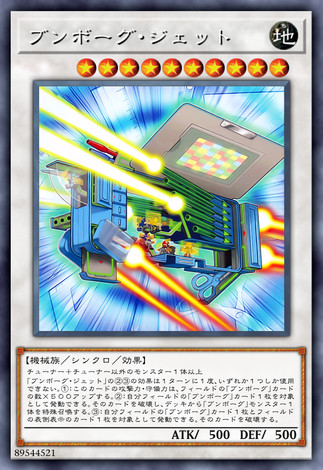 ブンボーグ・ジェット
地
【機械族/シンクロ/効果】
チューナー+チューナー以外のモンスター1体以上
「ブンボーグ・ジェット」の②③の効果は1ターンに1度、いずれか1つしか使用
できない。①:このカードの攻撃力・守備力は、フィールドの「ブンボーグ」カード
の数×500アップする。②:自分フィールドの「ブンボーグ」カード1枚を対象
として発動できる。そのカードを破壊し、デッキから「ブンボーグ」モンスター1
体を特殊召喚する。③:自分フィールドの「ブンボーグ」カード1枚とフィールド
の表側表示のカード1枚を対象として発動できる。そのカードを破壊する。
ATK/ 500 DEF/ 500
89544521